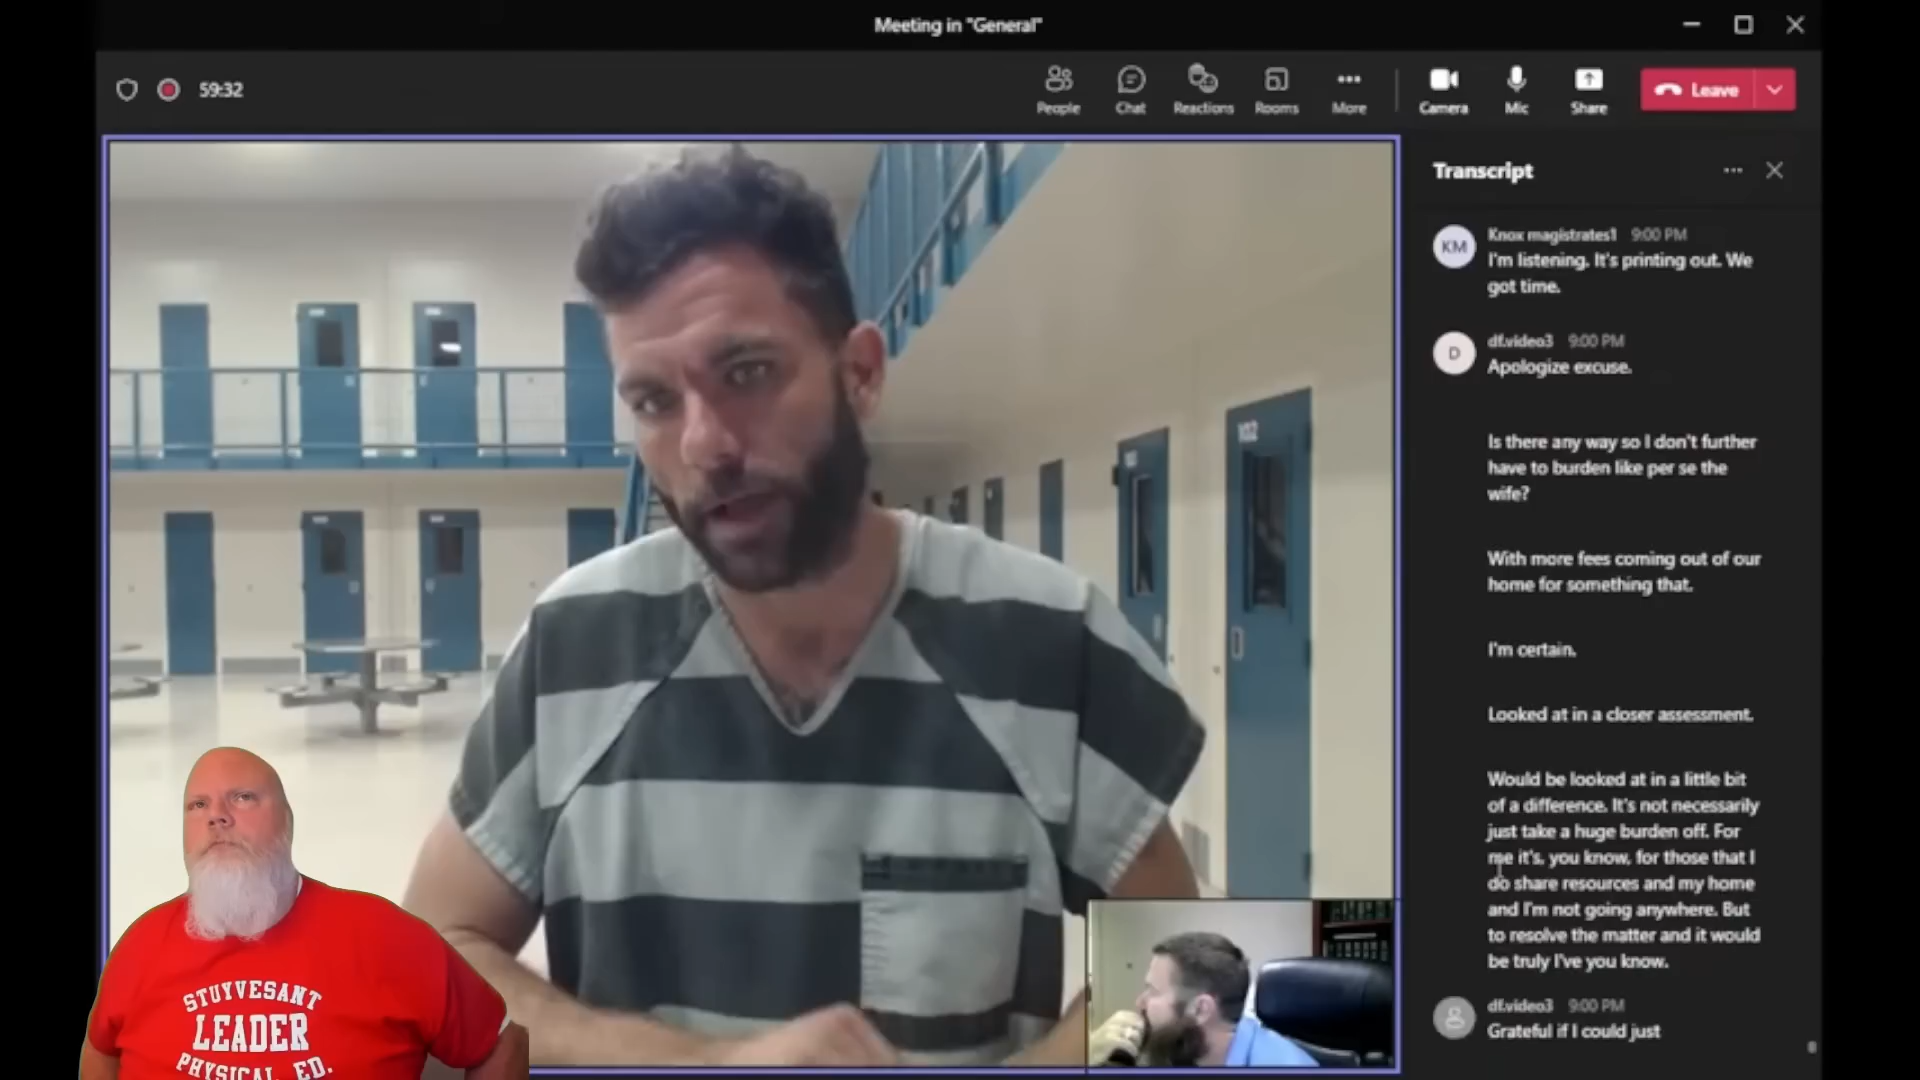 Meeting in "General"
59:32
People
Chat
Reactions
Rooms
More
Camera
Mic
Share
Leave
Transcript
KM
Knox magistrates1 9:00 PM
I'm listening. It's printing out. We
got time.
D
df.video3 9:00 PM
Apologize excuse.
Is there any way so I don't further
have to burden like per se the
wife?
With more fees coming out of our
home for something that.
I'm certain.
Looked at in a closer assessment.
Would be looked at in a little bit
of a difference. It's not necessarily
just take a huge burden off. For
me it's, you know, for those that I
do share resources and my home
and I'm not going anywhere. But
to resolve the matter and it would
be truly I've you know.
df.video3 9:00 PM
Grateful if I could just
102
STUYVESANT
LEADER
PHYSICAL ED.